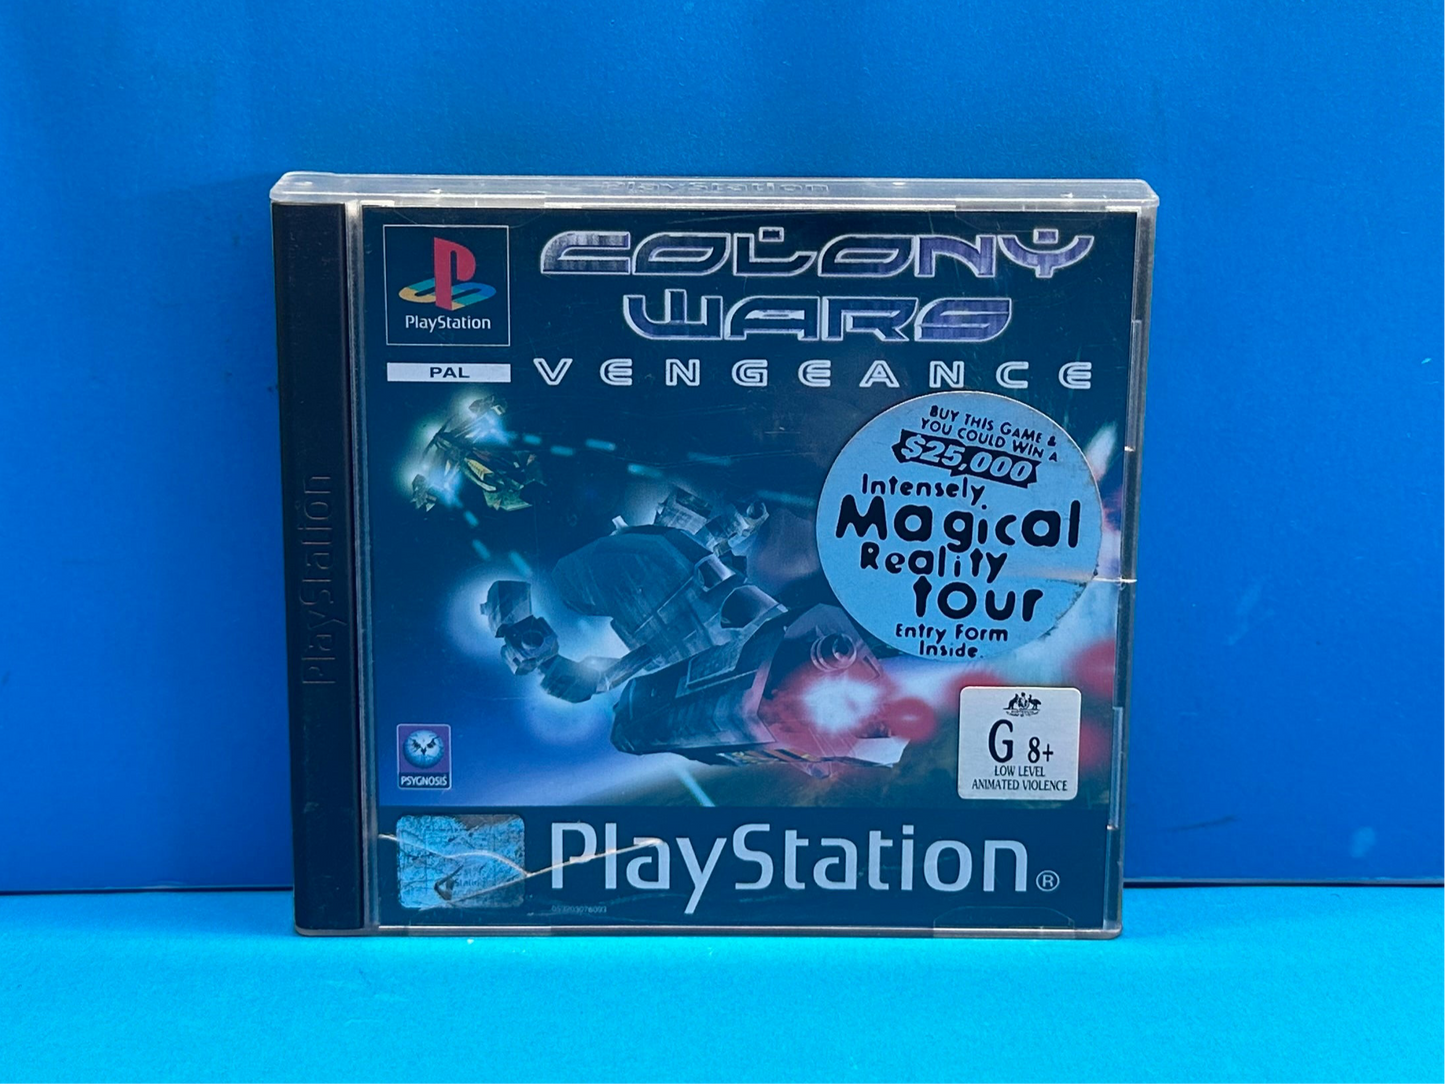 PlayStation
PlayStation
PlayStation
PAL
COLONY
WARS
VENGEANCE
BUY THIS GAME &
YOU COULD WIN A
$25,000
Intensely
Magical
Reality
tour
Entry Form
Inside.
PSYGNOSIS
G 8+
LOW LEVEL
ANIMATED VIOLENCE
PlayStation®